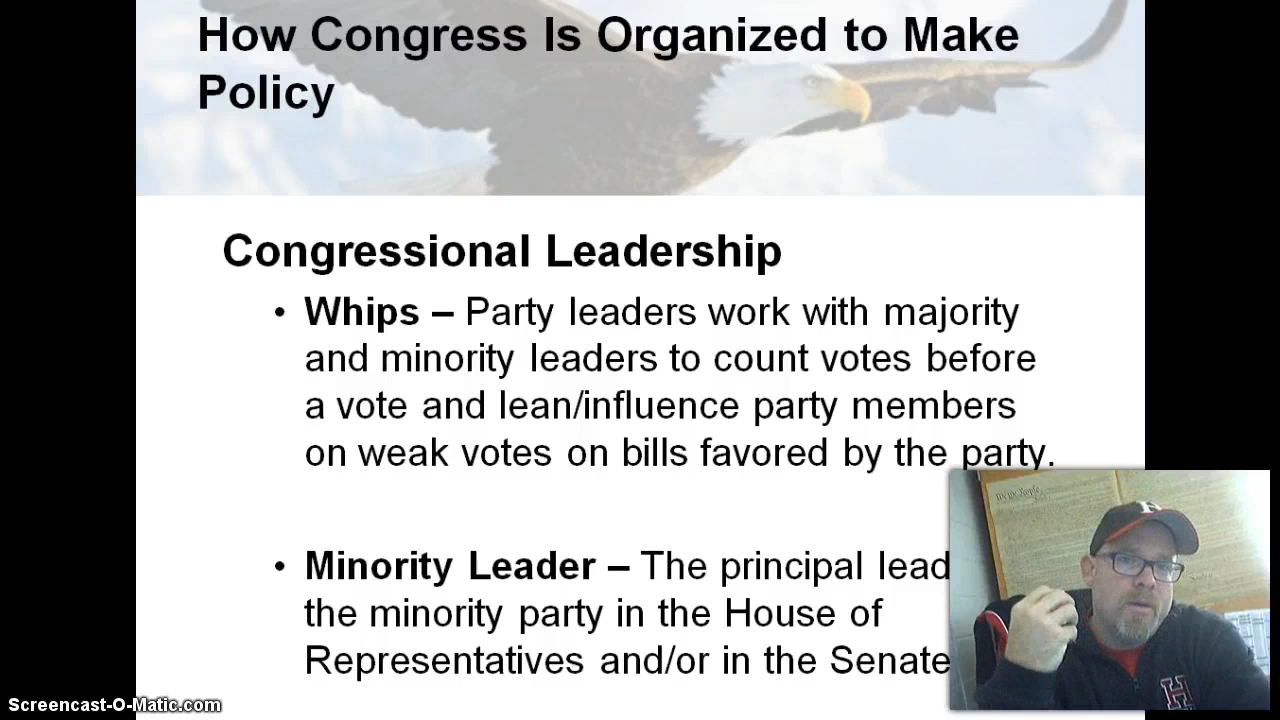 How Congress Is Organized to Make
Policy
Congressional Leadership
• Whips – Party leaders work with majority
and minority leaders to count votes before
a vote and lean/influence party members
on weak votes on bills favored by the party.
• Minority Leader – The principal lead
the minority party in the House of
Representatives and/or in the Senate
We the People
H
H
Screencast-O-Matic.com